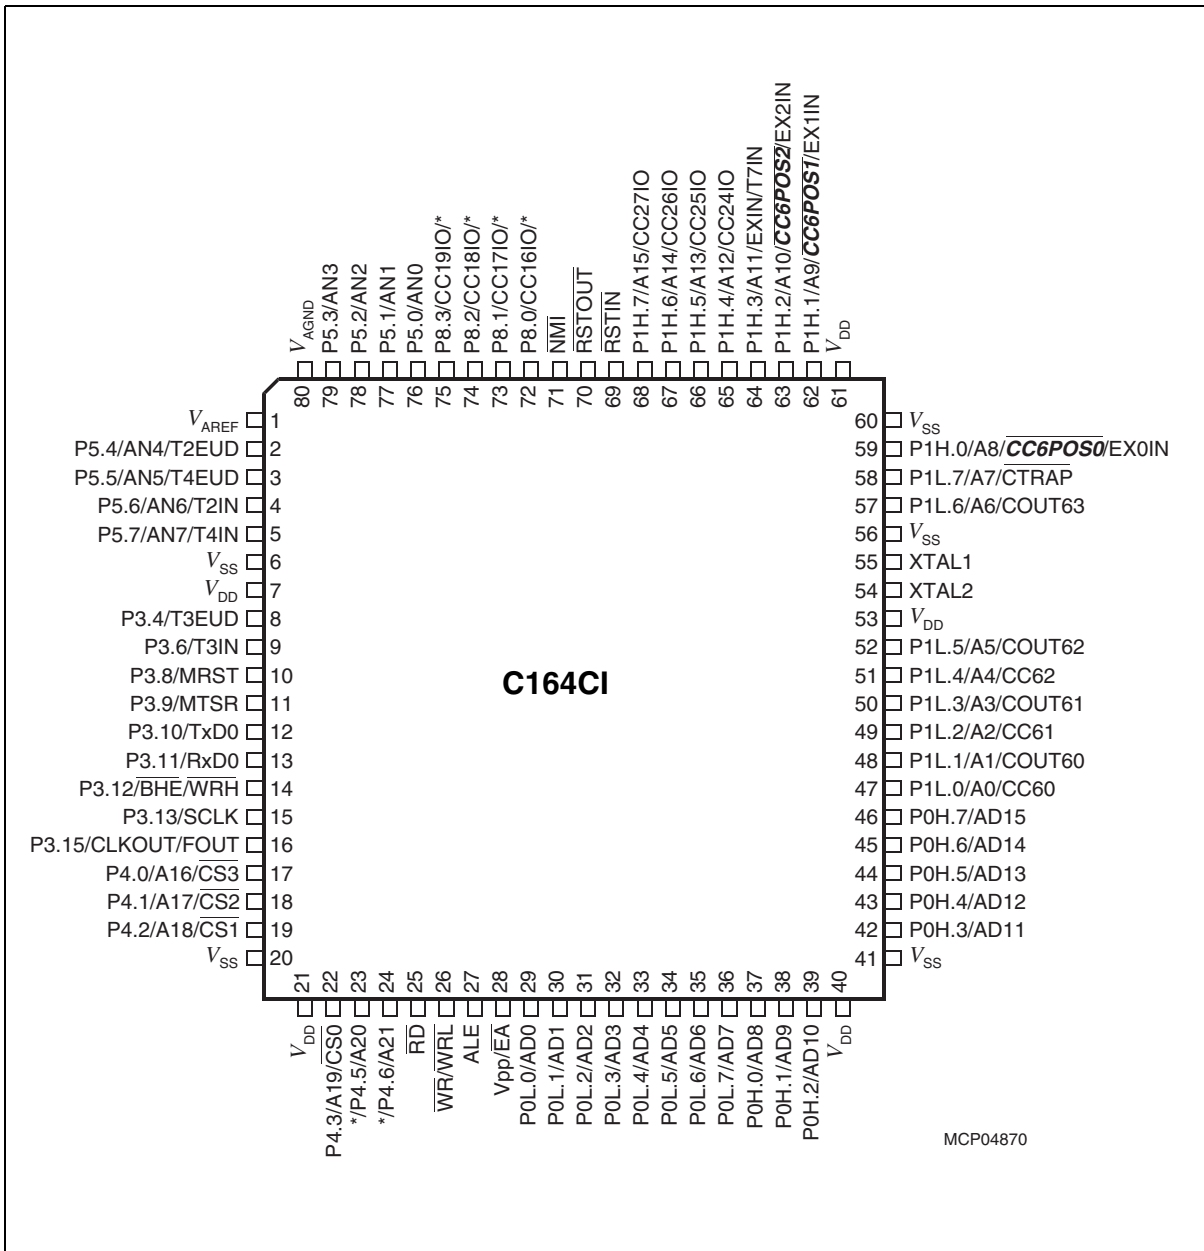 V_AGND
P5.3/AN3
P5.2/AN2
P5.1/AN1
P5.0/AN0
P8.3/CC19IO/*
P8.2/CC18IO/*
P8.1/CC17IO/*
P8.0/CC16IO/*
NMI
RSTOUT
RSTIN
P1H.7/A15/CC27IO
P1H.6/A14/CC26IO
P1H.5/A13/CC25IO
P1H.4/A12/CC24IO
P1H.3/A11/EXIN/T7IN
P1H.2/A10/CC6POS2/EX2IN
P1H.1/A9/CC6POS1/EX1IN
V_DD
80 79 78 77 76 75 74 73 72 71 70 69 68 67 66 65 64 63 62 61
V_AREF 1
P5.4/AN4/T2EUD 2
P5.5/AN5/T4EUD 3
P5.6/AN6/T2IN 4
P5.7/AN7/T4IN 5
V_SS 6
V_DD 7
P3.4/T3EUD 8
P3.6/T3IN 9
P3.8/MRST 10
P3.9/MTSR 11
P3.10/TxD0 12
P3.11/RxD0 13
P3.12/BHE/WRH 14
P3.13/SCLK 15
P3.15/CLKOUT/FOUT 16
P4.0/A16/CS3 17
P4.1/A17/CS2 18
P4.2/A18/CS1 19
V_SS 20
C164CI
60 V_SS
59 P1H.0/A8/CC6POS0/EX0IN
58 P1L.7/A7/CTRAP
57 P1L.6/A6/COUT63
56 V_SS
55 XTAL1
54 XTAL2
53 V_DD
52 P1L.5/A5/COUT62
51 P1L.4/A4/CC62
50 P1L.3/A3/COUT61
49 P1L.2/A2/CC61
48 P1L.1/A1/COUT60
47 P1L.0/A0/CC60
46 P0H.7/AD15
45 P0H.6/AD14
44 P0H.5/AD13
43 P0H.4/AD12
42 P0H.3/AD11
41 V_SS
21 22 23 24 25 26 27 28 29 30 31 32 33 34 35 36 37 38 39 40
V_DD
P4.3/A19/CS0
*/P4.5/A20
*/P4.6/A21
RD
WR/WRL
ALE
Vpp/EA
P0L.0/AD0
P0L.1/AD1
P0L.2/AD2
P0L.3/AD3
P0L.4/AD4
P0L.5/AD5
P0L.6/AD6
P0L.7/AD7
P0H.0/AD8
P0H.1/AD9
P0H.2/AD10
V_DD
MCP04870